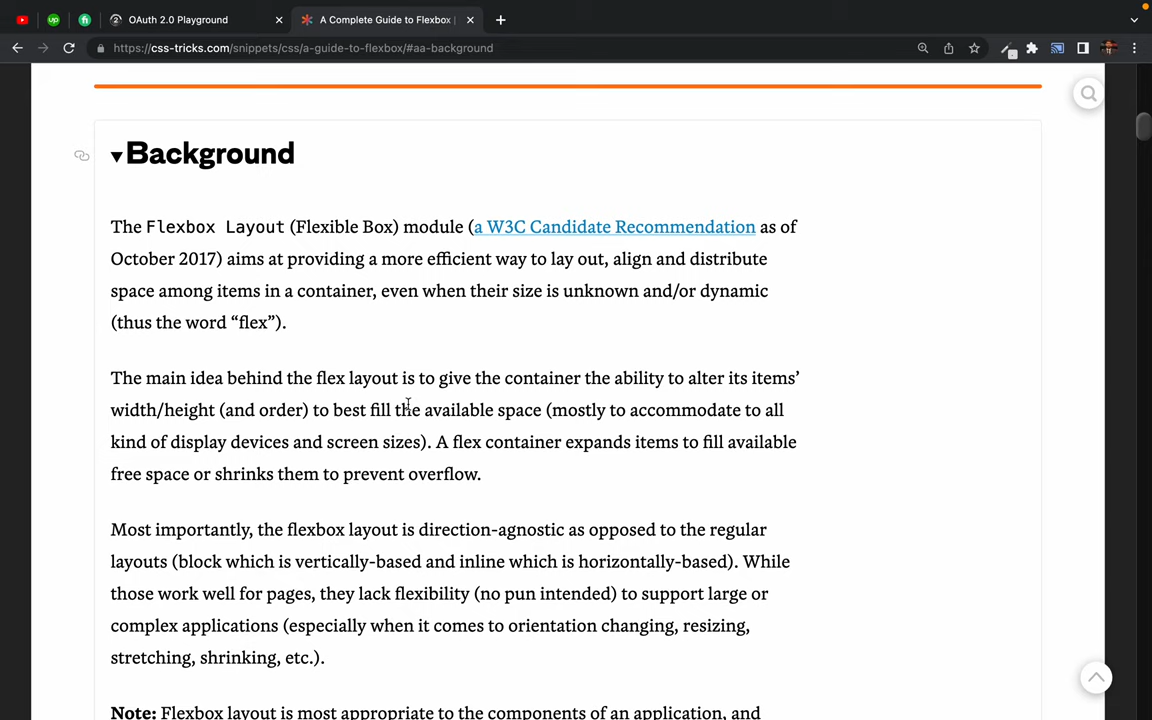 OAuth 2.0 Playground
A Complete Guide to Flexbox |
https://css-tricks.com/snippets/css/a-guide-to-flexbox/#aa-background
Background
The Flexbox Layout (Flexible Box) module (a W3C Candidate Recommendation as of
October 2017) aims at providing a more efficient way to lay out, align and distribute
space among items in a container, even when their size is unknown and/or dynamic
(thus the word “flex”).
The main idea behind the flex layout is to give the container the ability to alter its items’
width/height (and order) to best fill the available space (mostly to accommodate to all
kind of display devices and screen sizes). A flex container expands items to fill available
free space or shrinks them to prevent overflow.
Most importantly, the flexbox layout is direction-agnostic as opposed to the regular
layouts (block which is vertically-based and inline which is horizontally-based). While
those work well for pages, they lack flexibility (no pun intended) to support large or
complex applications (especially when it comes to orientation changing, resizing,
stretching, shrinking, etc.).
Note: Flexbox layout is most appropriate to the components of an application, and